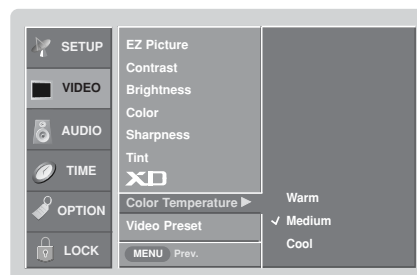 SETUP
VIDEO
AUDIO
TIME
OPTION
LOCK
EZ Picture
Contrast
Brightness
Color
Sharpness
Tint
XD
Color Temperature ▶
Video Preset
MENU Prev.
Warm
✓ Medium
Cool